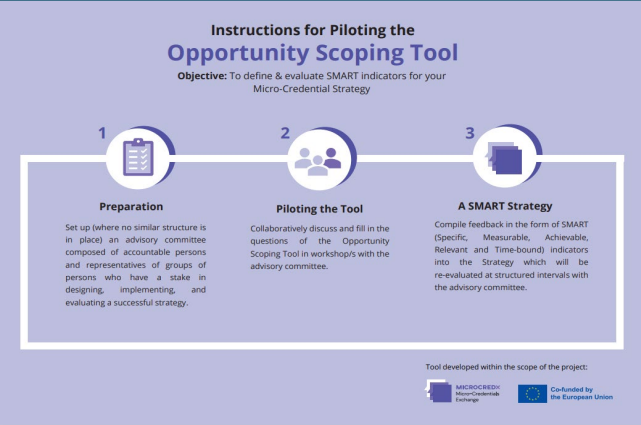 Instructions for Piloting the
Opportunity Scoping Tool
Objective: To define & evaluate SMART indicators for your
Micro-Credential Strategy
1
Preparation
Set up (where no similar structure is
in place) an advisory committee
composed of accountable persons
and representatives of groups of
persons who have a stake in
designing, implementing, and
evaluating a successful strategy.
2
Piloting the Tool
Collaboratively discuss and fill in the
questions of the Opportunity
Scoping Tool in workshop/s with the
advisory committee.
3
A SMART Strategy
Compile feedback in the form of SMART
(Specific, Measurable, Achievable,
Relevant and Time-bound) indicators
into the Strategy which will be
re-evaluated at structured intervals with
the advisory committee.
Tool developed within the scope of the project:
MICROCREDX
Micro-Credentials
Exchange
Co-funded by
the European Union